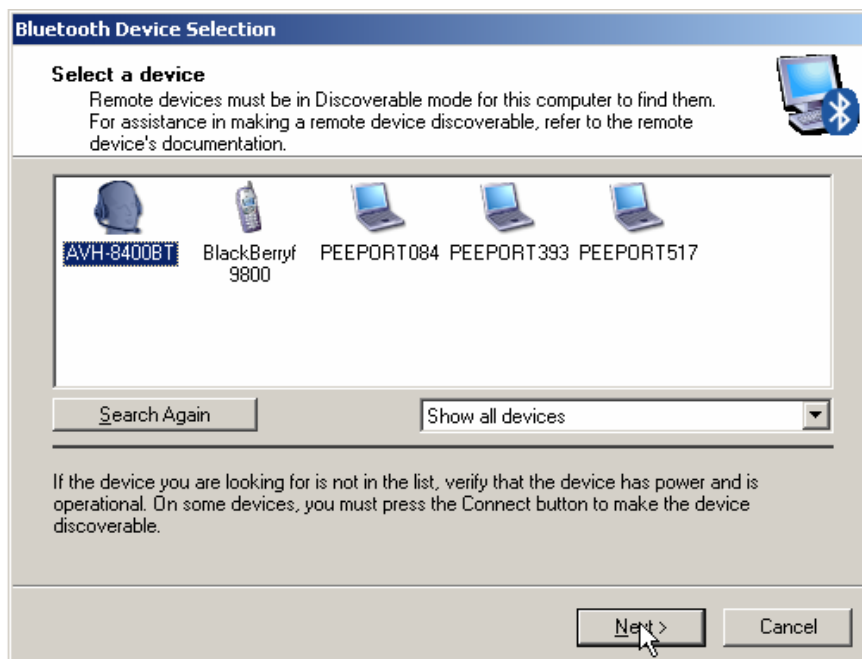 Bluetooth Device Selection
Select a device
Remote devices must be in Discoverable mode for this computer to find them.
For assistance in making a remote device discoverable, refer to the remote
device's documentation.
AVH-8400BT
BlackBerryf
9800
PEEPORT084
PEEPORT393
PEEPORT517
Search Again
Show all devices
If the device you are looking for is not in the list, verify that the device has power and is
operational. On some devices, you must press the Connect button to make the device
discoverable.
Next >
Cancel